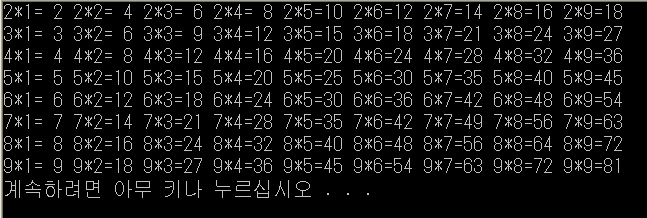 2*1= 2 2*2= 4 2*3= 6 2*4= 8 2*5=10 2*6=12 2*7=14 2*8=16 2*9=18
3*1= 3 3*2= 6 3*3= 9 3*4=12 3*5=15 3*6=18 3*7=21 3*8=24 3*9=27
4*1= 4 4*2= 8 4*3=12 4*4=16 4*5=20 4*6=24 4*7=28 4*8=32 4*9=36
5*1= 5 5*2=10 5*3=15 5*4=20 5*5=25 5*6=30 5*7=35 5*8=40 5*9=45
6*1= 6 6*2=12 6*3=18 6*4=24 6*5=30 6*6=36 6*7=42 6*8=48 6*9=54
7*1= 7 7*2=14 7*3=21 7*4=28 7*5=35 7*6=42 7*7=49 7*8=56 7*9=63
8*1= 8 8*2=16 8*3=24 8*4=32 8*5=40 8*6=48 8*7=56 8*8=64 8*9=72
9*1= 9 9*2=18 9*3=27 9*4=36 9*5=45 9*6=54 9*7=63 9*8=72 9*9=81
계속하려면 아무 키나 누르십시오 . . .